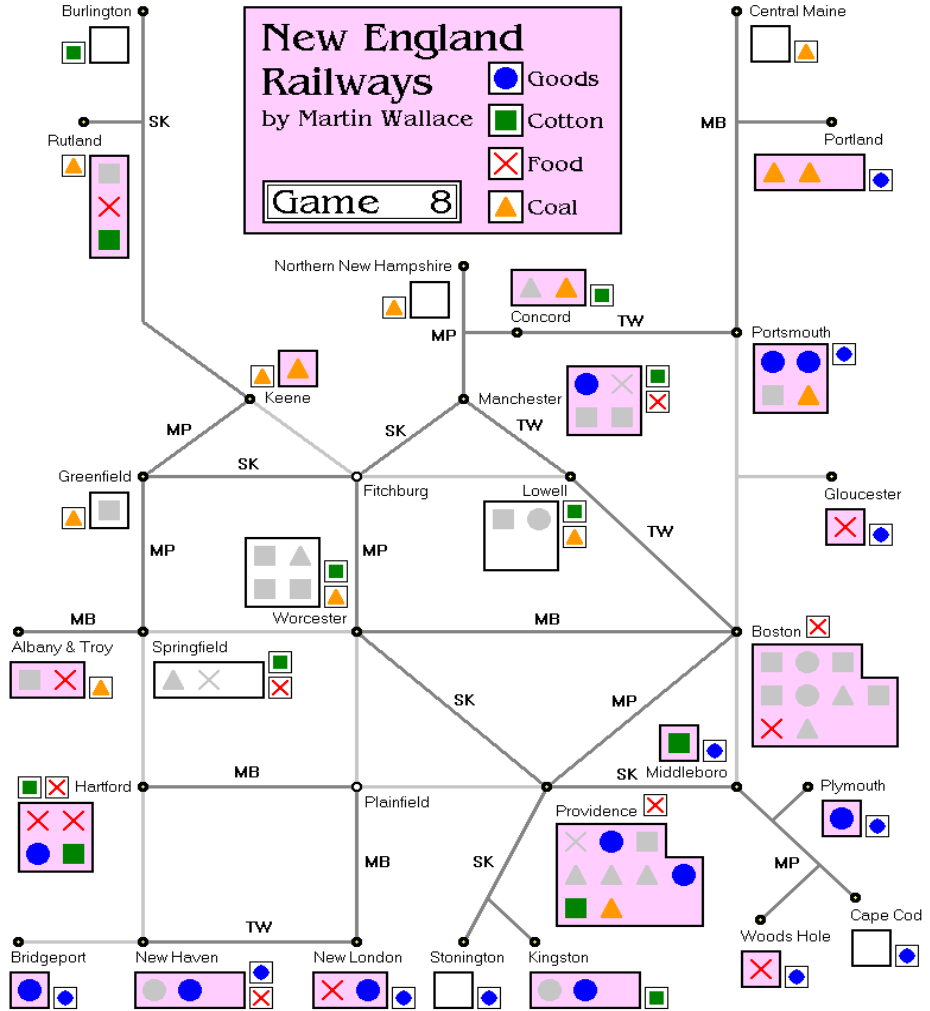 Burlington
Central Maine
New England
Railways
by Martin Wallace
Goods
Cotton
Food
Coal
Game 8
SK
MB
Rutland
Portland
Northern New Hampshire
Concord
TW
MP
Portsmouth
Keene
Manchester
MP
SK
TW
Greenfield
SK
Fitchburg
Lowell
Gloucester
MP
MP
TW
MB
Worcester
MB
Boston
Albany & Troy
Springfield
SK
MP
MB
SK
Middleboro
Hartford
Plainfield
Providence
Plymouth
SK
MB
MP
TW
Cape Cod
Woods Hole
Bridgeport
New Haven
New London
Stonington
Kingston